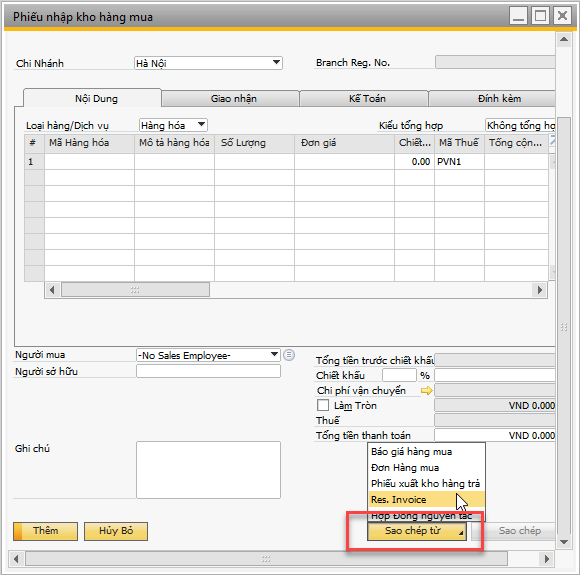 Phiếu nhập kho hàng mua
Chi Nhánh Hà Nội Branch Reg. No.
Nội Dung Giao nhận Kế Toán Đính kèm
Loại hàng/Dịch vụ Hàng hóa Kiểu tổng hợp Không tổng hợ
# Mã Hàng hóa Mô tả hàng hóa Số Lượng Đơn giá Chiết... Mã Thuế Tổng cộn...
1 0.00 PVN1
Người mua -No Sales Employee- Tổng tiền trước chiết khấu
Người sở hữu Chiết khấu %
Chi phí vận chuyển
Làm Tròn VND 0.000
Thuế
Tổng tiền thanh toán VND 0.000
Ghi chú Báo giá hàng mua
Đơn Hàng mua
Phiếu xuất kho hàng trả
Res. Invoice
Hợp Đồng nguyên tắc
Thêm Hủy Bỏ Sao chép từ Sao chép